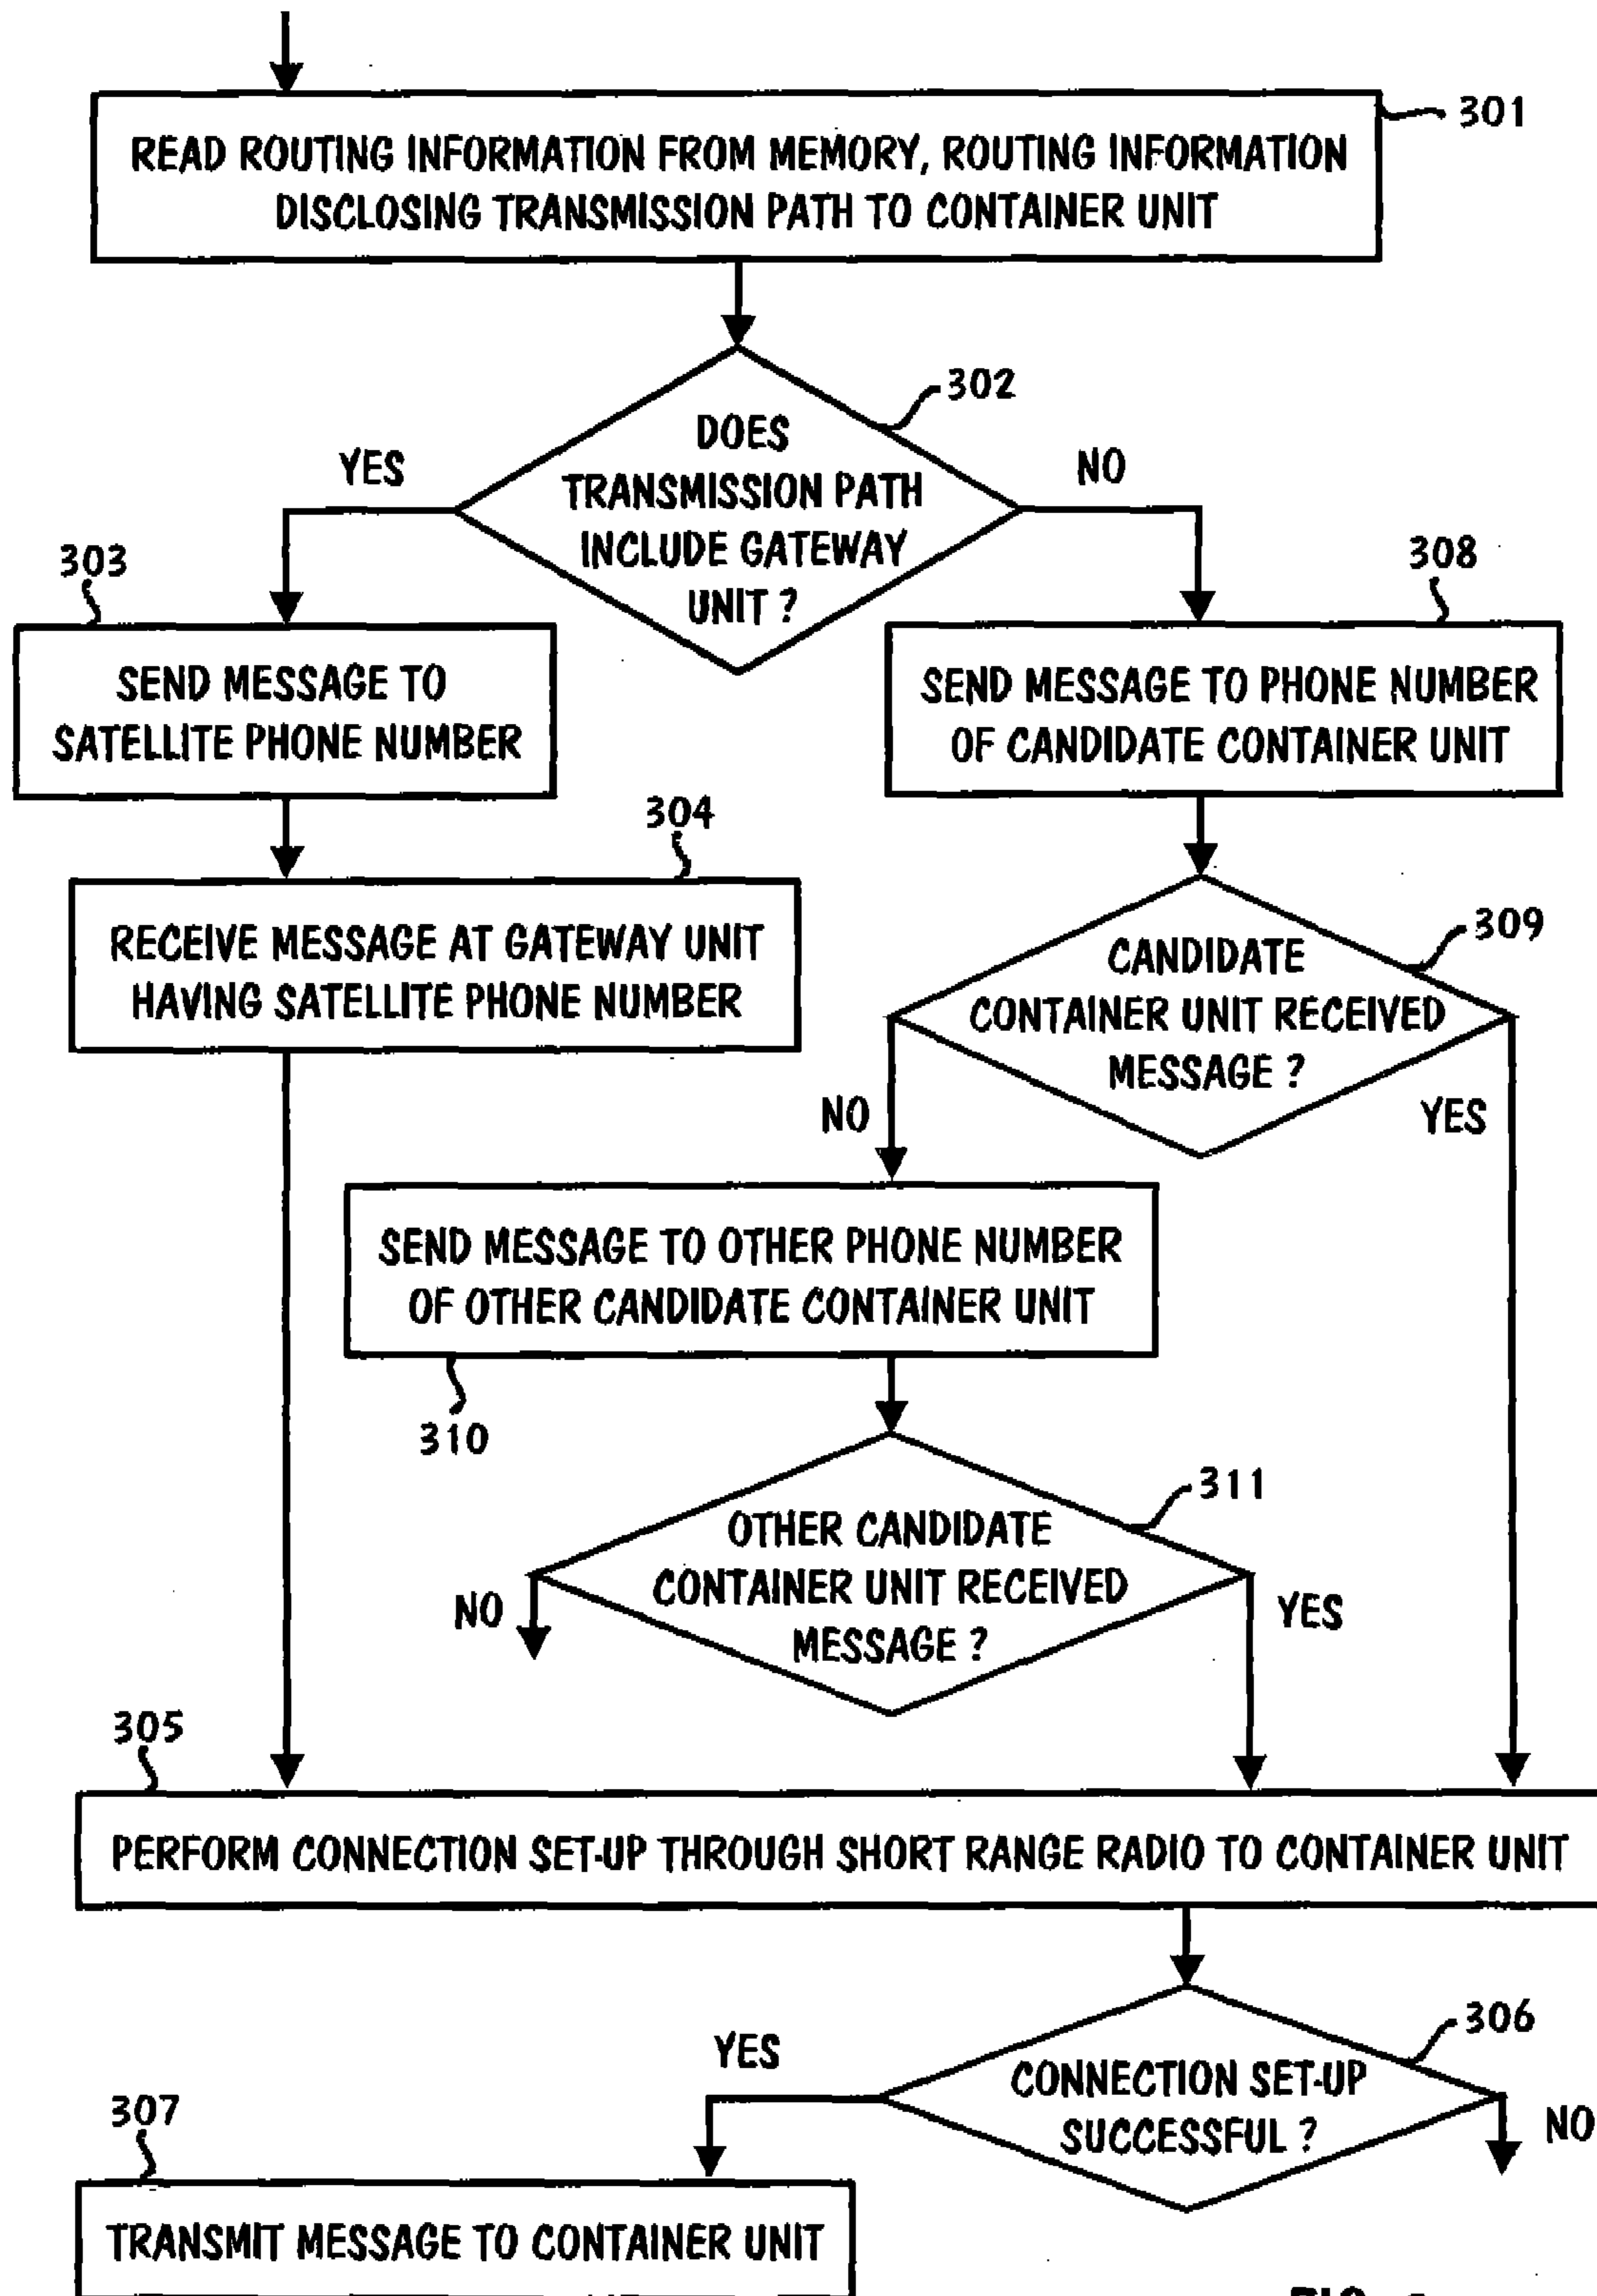 301
READ ROUTING INFORMATION FROM MEMORY, ROUTING INFORMATION
DISCLOSING TRANSMISSION PATH TO CONTAINER UNIT
302
DOES
TRANSMISSION PATH
INCLUDE GATEWAY
UNIT ?
YES
NO
303
SEND MESSAGE TO
SATELLITE PHONE NUMBER
308
SEND MESSAGE TO PHONE NUMBER
OF CANDIDATE CONTAINER UNIT
304
RECEIVE MESSAGE AT GATEWAY UNIT
HAVING SATELLITE PHONE NUMBER
309
CANDIDATE
CONTAINER UNIT RECEIVED
MESSAGE ?
NO
YES
SEND MESSAGE TO OTHER PHONE NUMBER
OF OTHER CANDIDATE CONTAINER UNIT
310
311
OTHER CANDIDATE
CONTAINER UNIT RECEIVED
MESSAGE ?
NO
YES
305
PERFORM CONNECTION SET-UP THROUGH SHORT RANGE RADIO TO CONTAINER UNIT
306
CONNECTION SET-UP
SUCCESSFUL ?
YES
NO
307
TRANSMIT MESSAGE TO CONTAINER UNIT